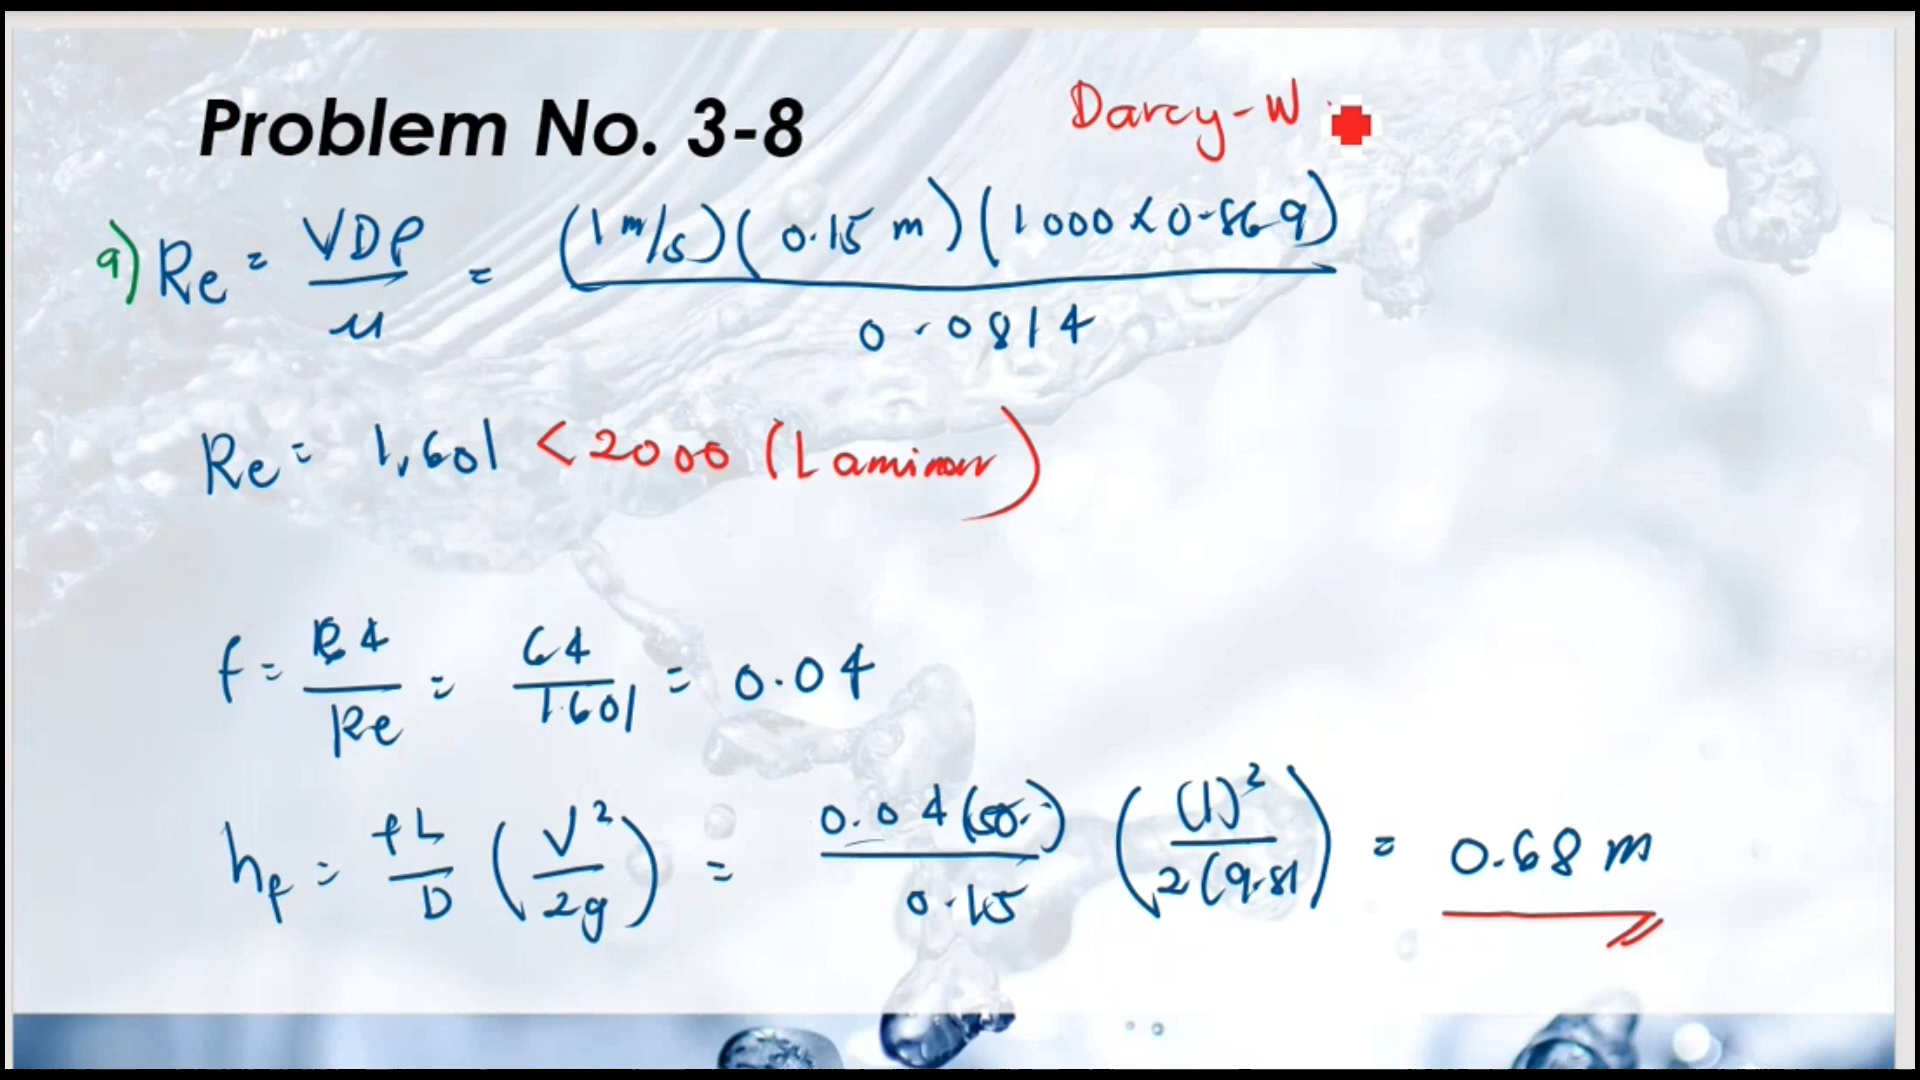 Problem No. 3-8
Darcy-W
a) Re = VDρ/μ = (1 m/s)(0.15 m)(1000 x 0.869)/0.0814
Re = 1,601 < 2000 (Laminar)
f = 64/Re = 64/1601 = 0.04
hf = fL/D (V²/2g) = 0.04(50)/0.15 ((1)²/2(9.81) = 0.68 m